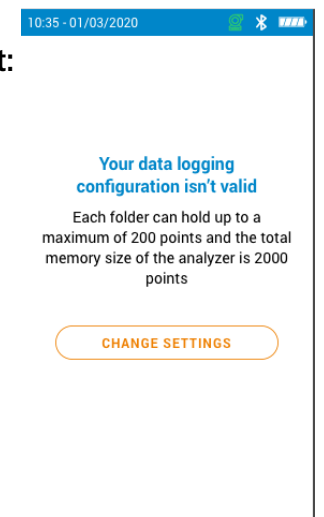 10:35 - 01/03/2020
t:
Your data logging
configuration isn't valid
Each folder can hold up to a
maximum of 200 points and the total
memory size of the analyzer is 2000
points
CHANGE SETTINGS